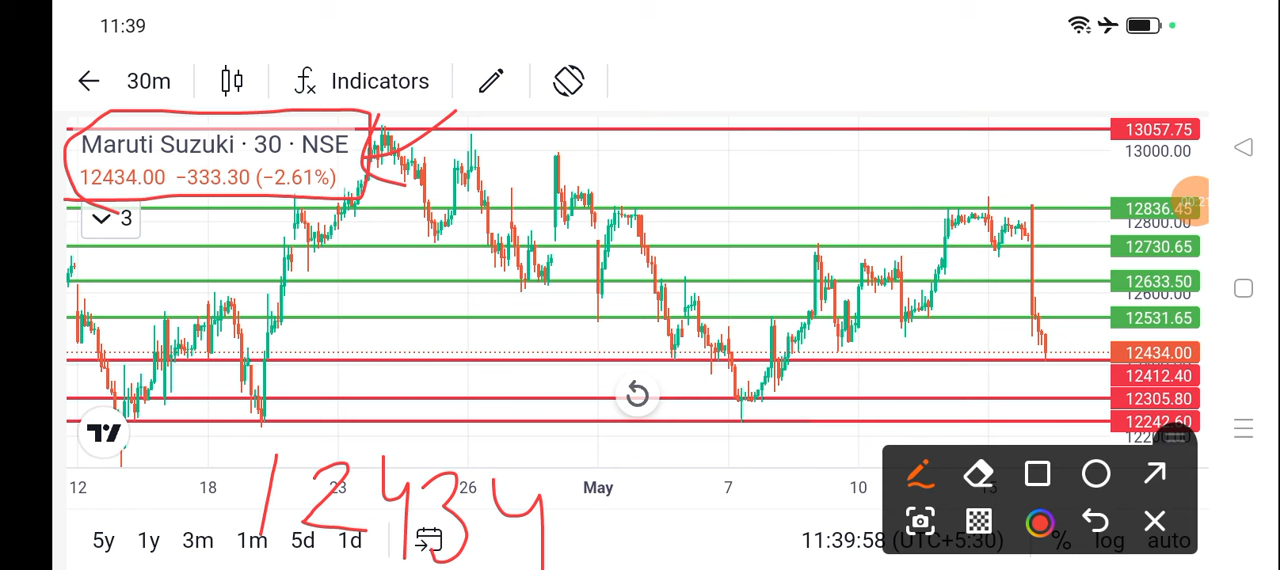 11:39
30m
Indicators
Maruti Suzuki · 30 · NSE
12434.00 −333.30 (−2.61%)
3
13057.75
13000.00
12836.45
12800.00
12730.65
12633.50
12600.00
12531.65
12434.00
12412.40
12305.80
12242.60
12434
12 18 23 26 May 7 10 15
5y 1y 3m 1m 5d 1d
11:39:58 (UTC+5:30) % log auto